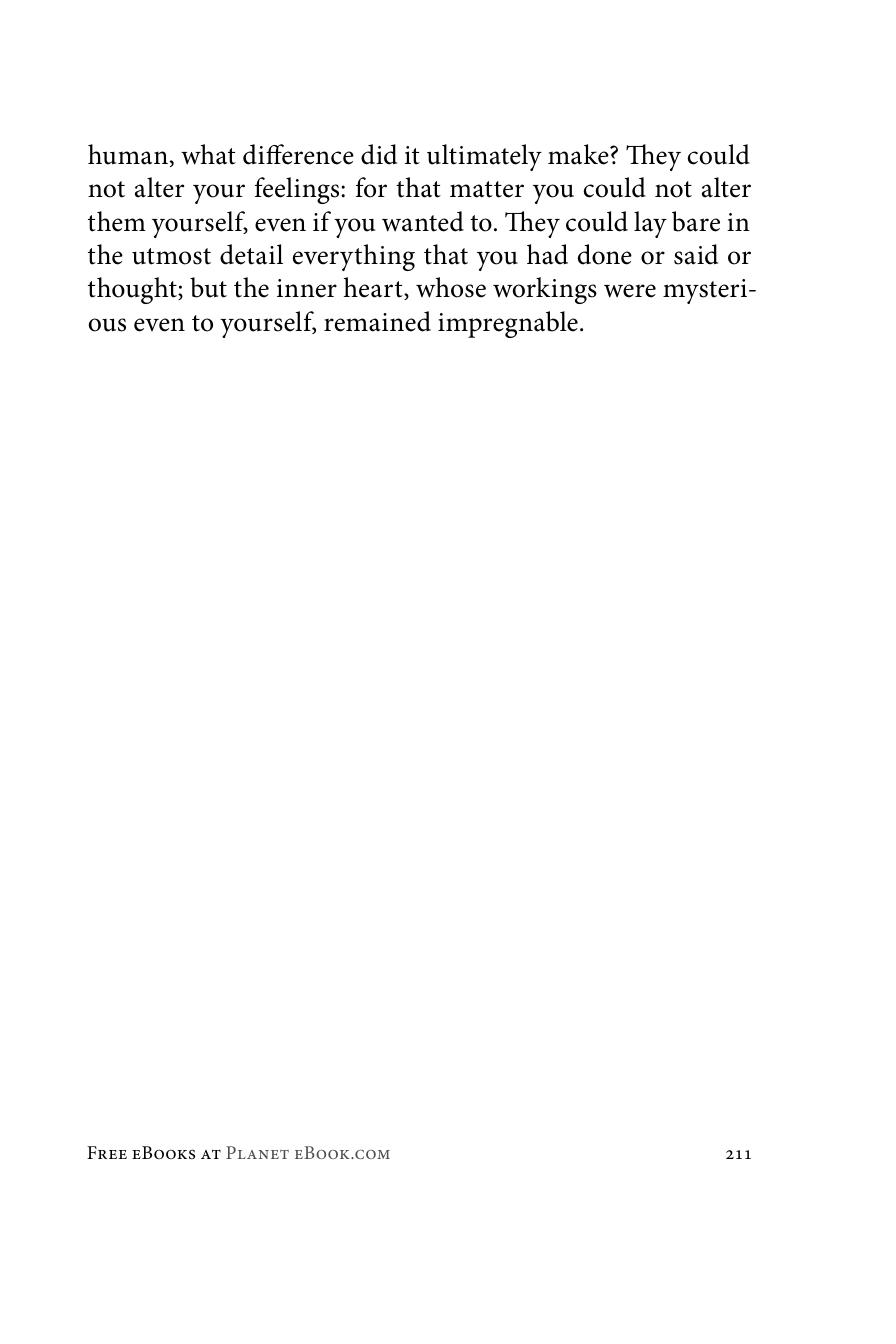 human, what difference did it ultimately make? They could
not alter your feelings: for that matter you could not alter
them yourself, even if you wanted to. They could lay bare in
the utmost detail everything that you had done or said or
thought; but the inner heart, whose workings were mysteri-
ous even to yourself, remained impregnable.
Free eBooks at Planet eBook.com 211